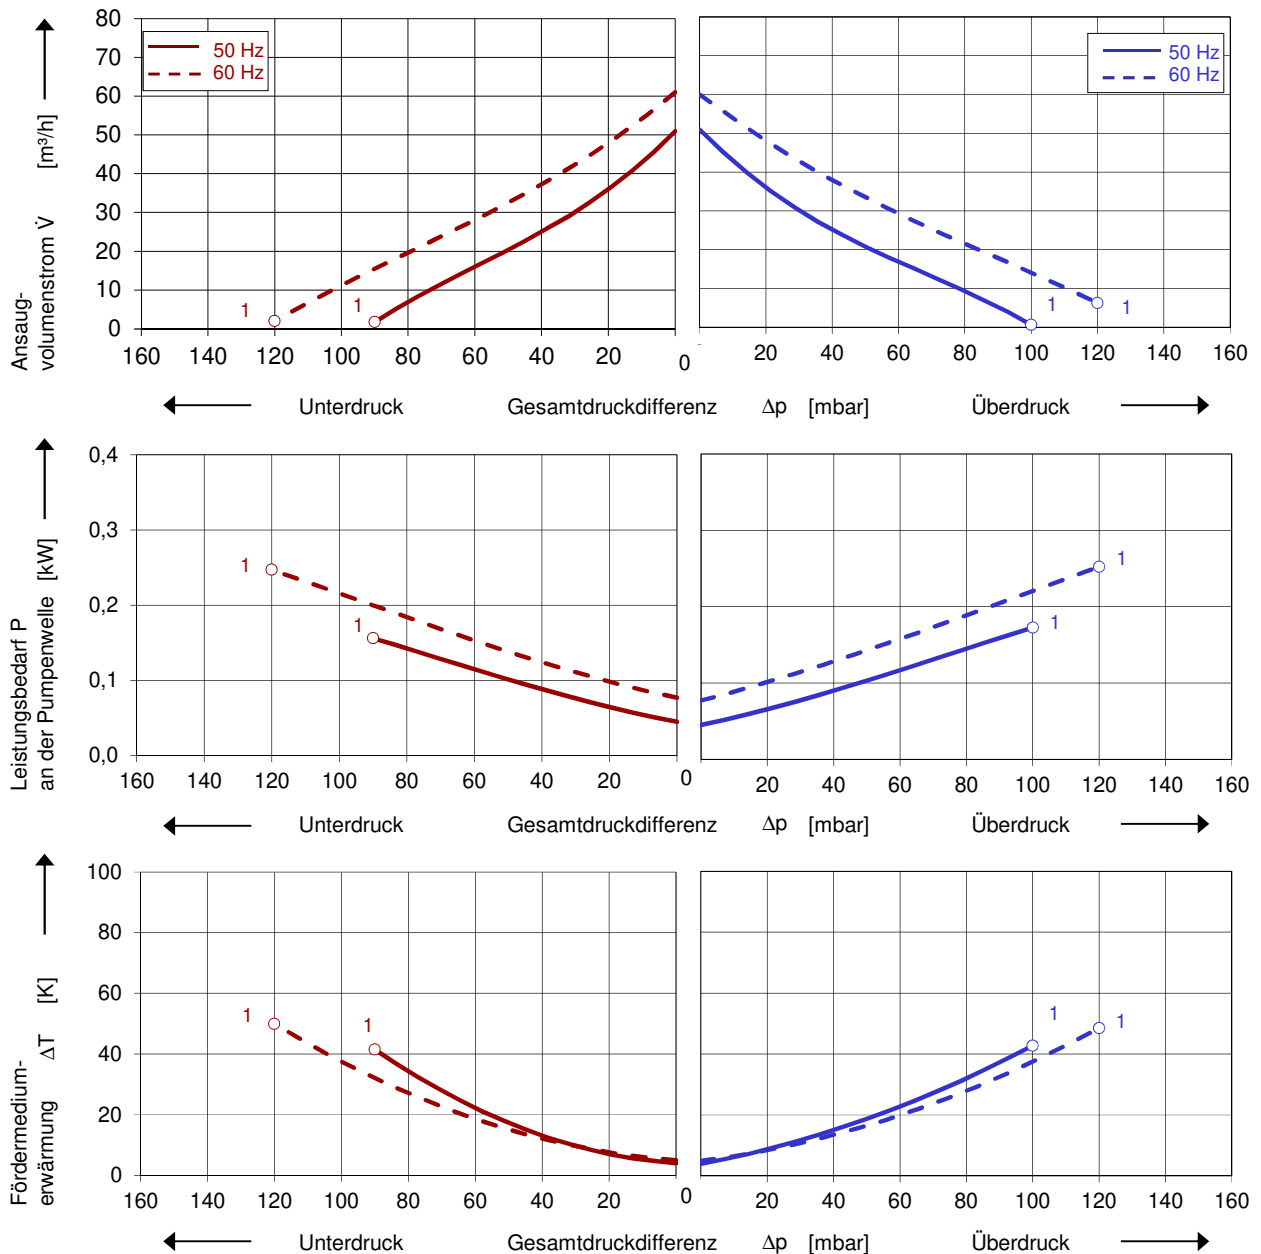 80
70
60
50
40
30
20
10
0
Ansaug-
volumenstrom V̇ [m³/h]
50 Hz
60 Hz
50 Hz
60 Hz
1
1
1
1
160 140 120 100 80 60 40 20 0 20 40 60 80 100 120 140 160
Unterdruck Gesamtdruckdifferenz Δp [mbar] Überdruck
0,4
0,3
0,2
0,1
0,0
Leistungsbedarf P
an der Pumpenwelle [kW]
1
1
1
1
160 140 120 100 80 60 40 20 0 20 40 60 80 100 120 140 160
Unterdruck Gesamtdruckdifferenz Δp [mbar] Überdruck
100
80
60
40
20
0
Fördermedium-
erwärmung ΔT [K]
1
1
1
1
160 140 120 100 80 60 40 20 0 20 40 60 80 100 120 140 160
Unterdruck Gesamtdruckdifferenz Δp [mbar] Überdruck